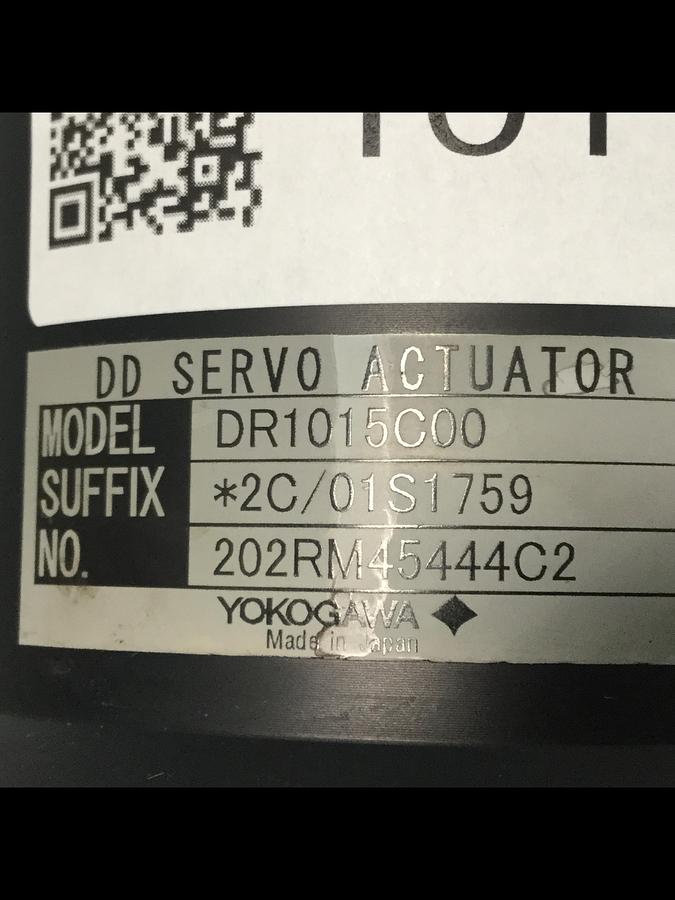 DD SERVO ACTUATOR
MODEL DR1015C00
SUFFIX *2C/01S1759
NO. 202RM45444C2
YOKOGAWA
Made in Japan